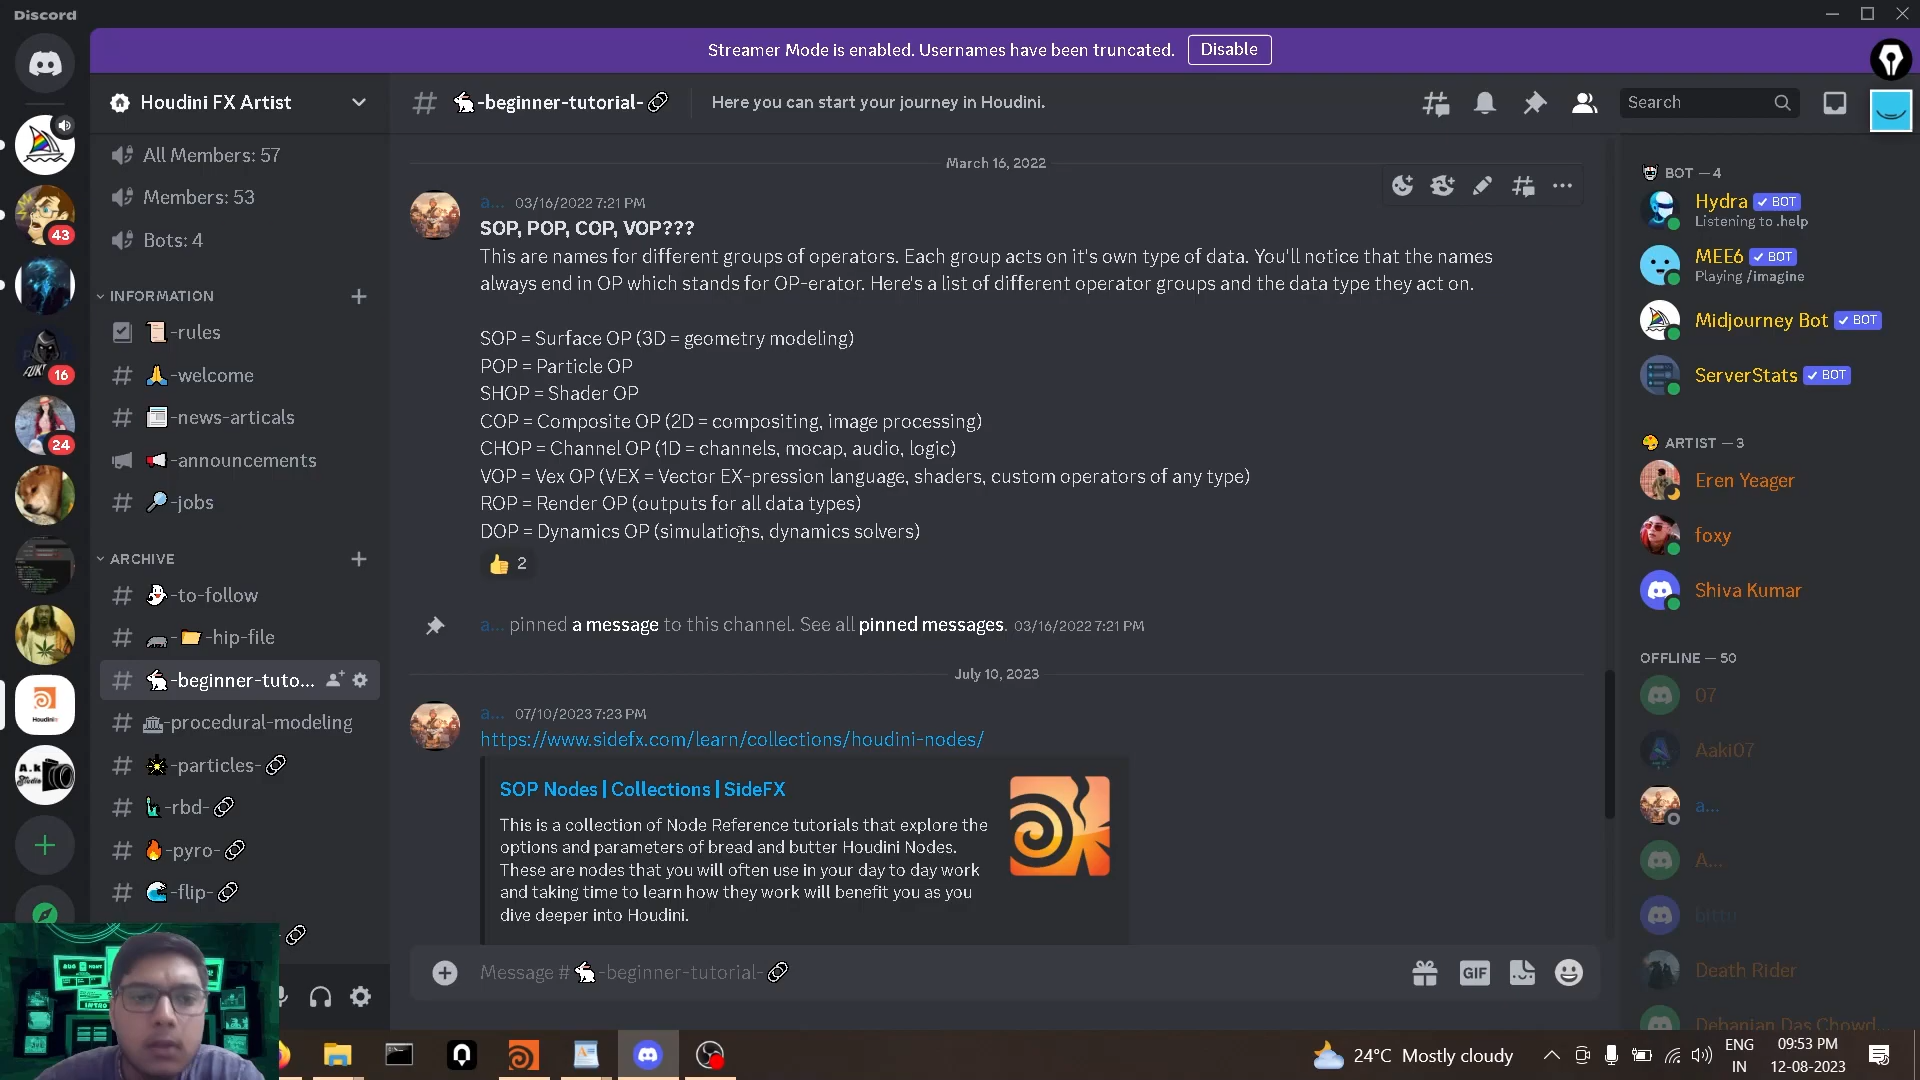 Discord
Streamer Mode is enabled. Usernames have been truncated. Disable
Houdini FX Artist
-beginner-tutorial- Here you can start your journey in Houdini.
Search
All Members: 57
Members: 53
Bots: 4
INFORMATION
-rules
-welcome
-news-articals
-announcements
-jobs
ARCHIVE
-to-follow
-hip-file
-beginner-tuto...
-procedural-modeling
-particles-
-rbd-
-pyro-
-flip-
43
16
24
Houdini
A.k
March 16, 2022
a... 03/16/2022 7:21 PM
SOP, POP, COP, VOP???
This are names for different groups of operators. Each group acts on it's own type of data. You'll notice that the names
always end in OP which stands for OP-erator. Here's a list of different operator groups and the data type they act on.
SOP = Surface OP (3D = geometry modeling)
POP = Particle OP
SHOP = Shader OP
COP = Composite OP (2D = compositing, image processing)
CHOP = Channel OP (1D = channels, mocap, audio, logic)
VOP = Vex OP (VEX = Vector EX-pression language, shaders, custom operators of any type)
ROP = Render OP (outputs for all data types)
DOP = Dynamics OP (simulations, dynamics solvers)
2
a... pinned a message to this channel. See all pinned messages. 03/16/2022 7:21 PM
July 10, 2023
a... 07/10/2023 7:23 PM
https://www.sidefx.com/learn/collections/houdini-nodes/
SOP Nodes | Collections | SideFX
This is a collection of Node Reference tutorials that explore the
options and parameters of bread and butter Houdini Nodes.
These are nodes that you will often use in your day to day work
and taking time to learn how they work will benefit you as you
dive deeper into Houdini.
Message # -beginner-tutorial-
GIF
BOT — 4
Hydra BOT
Listening to .help
MEE6 BOT
Playing /imagine
Midjourney Bot BOT
ServerStats BOT
ARTIST — 3
Eren Yeager
foxy
Shiva Kumar
OFFLINE — 50
07
Aaki07
a...
A...
bittu
Death Rider
Debanjan Das Chowd...
24°C Mostly cloudy
ENG
IN
09:53 PM
12-08-2023